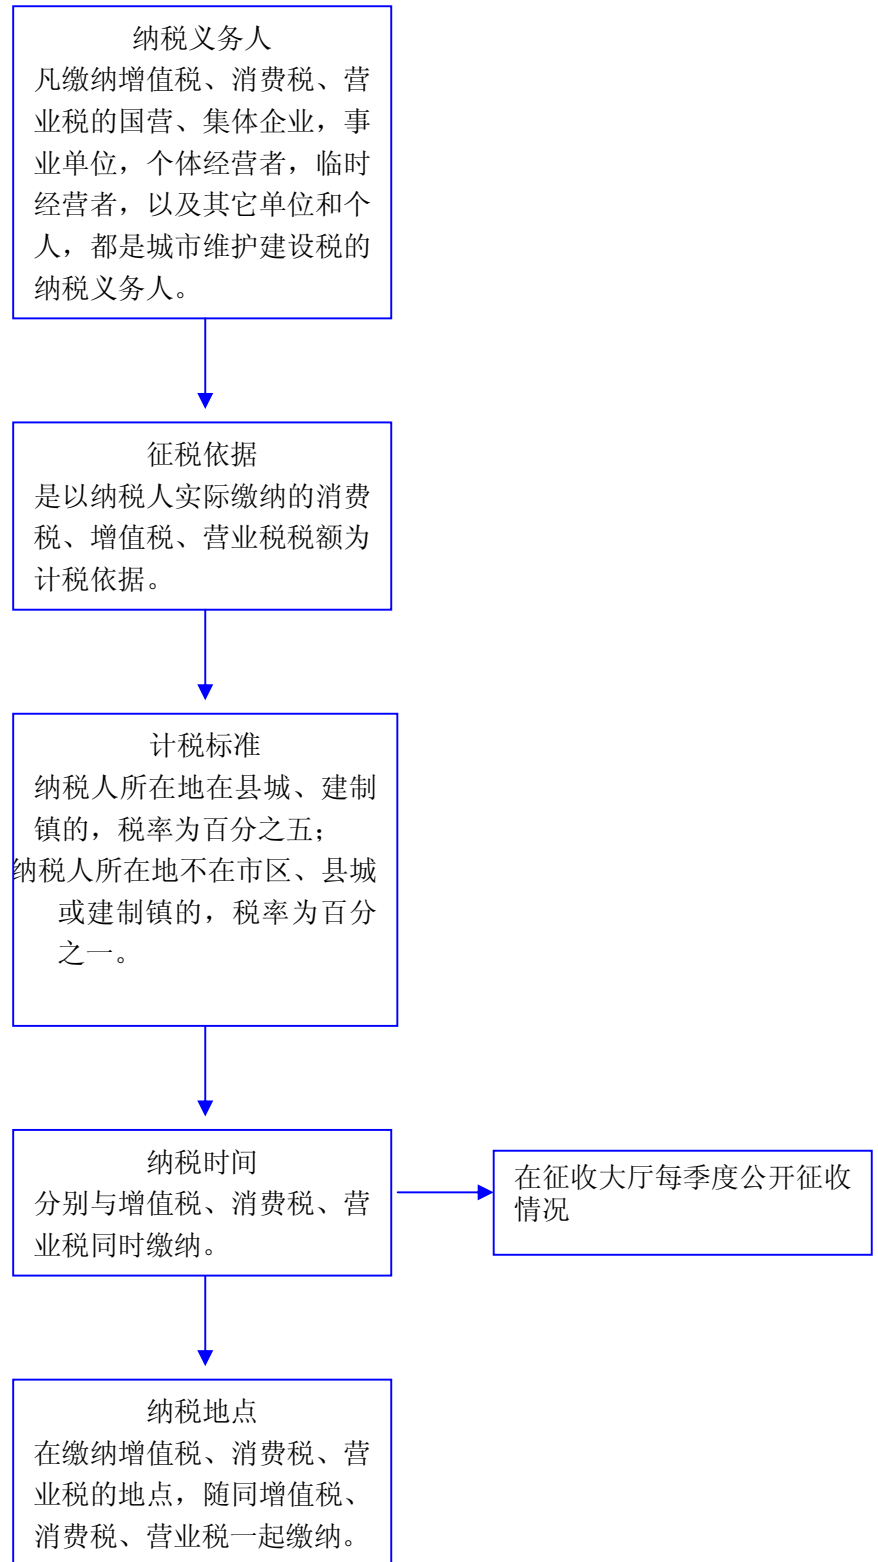 纳税义务人
凡缴纳增值税、消费税、营
业税的国营、集体企业，事
业单位，个体经营者，临时
经营者，以及其它单位和个
人，都是城市维护建设税的
纳税义务人。
征税依据
是以纳税人实际缴纳的消费
税、增值税、营业税税额为
计税依据。
计税标准
纳税人所在地在县城、建制
镇的，税率为百分之五；
纳税人所在地不在市区、县城
或建制镇的，税率为百分
之一。
纳税时间
分别与增值税、消费税、营
业税同时缴纳。
在征收大厅每季度公开征收
情况
纳税地点
在缴纳增值税、消费税、营
业税的地点，随同增值税、
消费税、营业税一起缴纳。